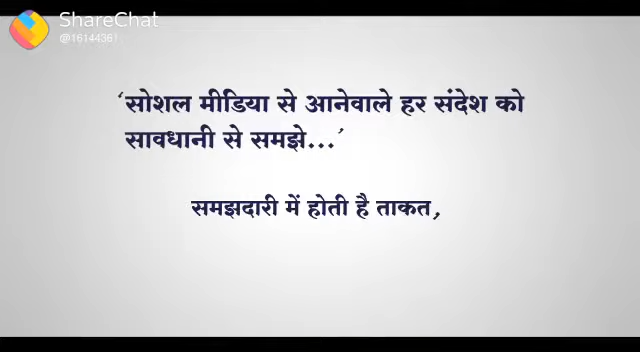 ShareChat
@16144361
‘सोशल मीडिया से आनेवाले हर संदेश को
सावधानी से समझे...’
समझदारी में होती है ताकत,